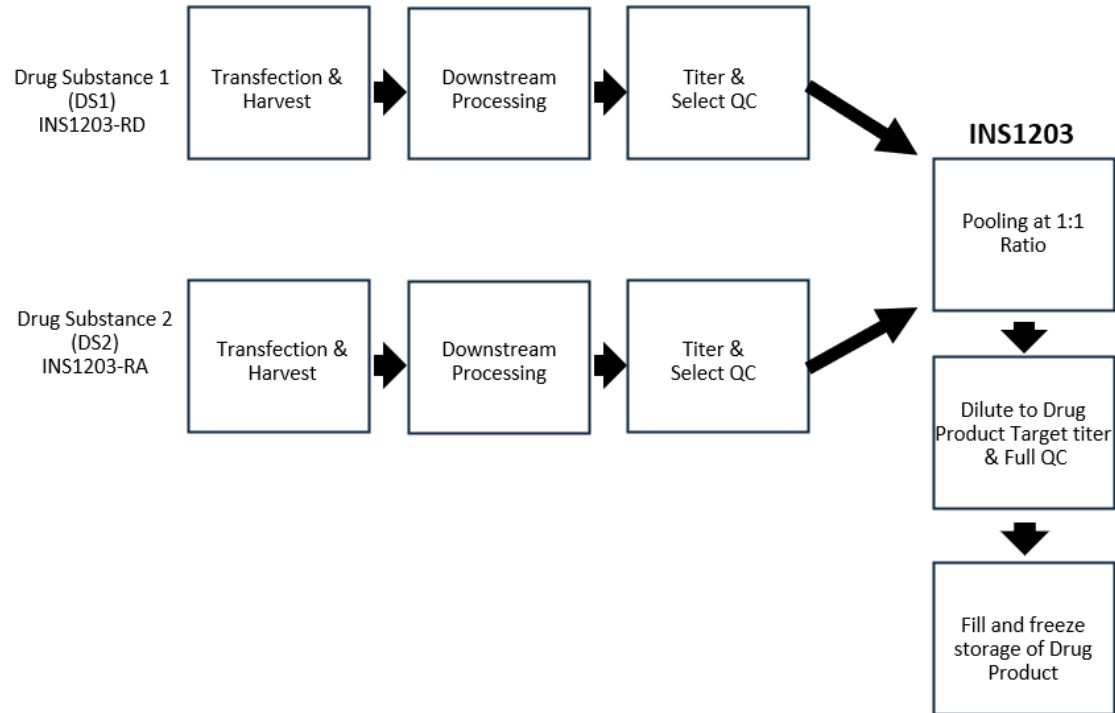 Drug Substance 1
(DS1)
INS1203-RD
Transfection &
Harvest
Downstream
Processing
Titer &
Select QC
INS1203
Pooling at 1:1
Ratio
Drug Substance 2
(DS2)
INS1203-RA
Transfection &
Harvest
Downstream
Processing
Titer &
Select QC
Dilute to Drug
Product Target titer
& Full QC
Fill and freeze
storage of Drug
Product